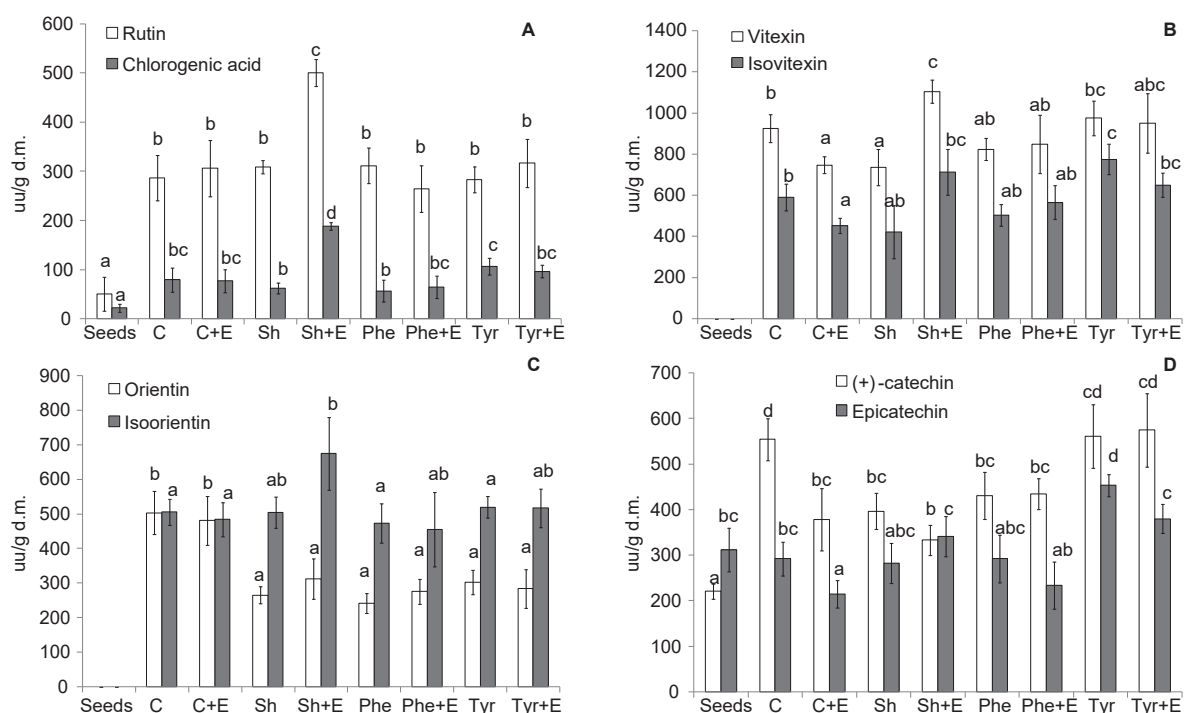 600
500
400
300
200
100
0
uu/g d.m.
Rutin
Chlorogenic acid
A
a a
b bc
b bc
b b
c d
b b
b bc
b c
b bc
Seeds C C+E Sh Sh+E Phe Phe+E Tyr Tyr+E
1400
1200
1000
800
600
400
200
0
uu/g d.m.
Vitexin
Isovitexin
B
b b
a a
a ab
c bc
ab ab
ab ab
bc c
abc bc
Seeds C C+E Sh Sh+E Phe Phe+E Tyr Tyr+E
900
800
700
600
500
400
300
200
100
0
uu/g d.m.
Orientin
Isoorientin
C
b a
b a
a ab
a b
a a
a ab
a a
a ab
Seeds C C+E Sh Sh+E Phe Phe+E Tyr Tyr+E
700
600
500
400
300
200
100
0
uu/g d.m.
(+)-catechin
Epicatechin
D
a bc
d bc
bc a
bc abc
b c
bc abc
bc ab
cd d
cd c
Seeds C C+E Sh Sh+E Phe Phe+E Tyr Tyr+E